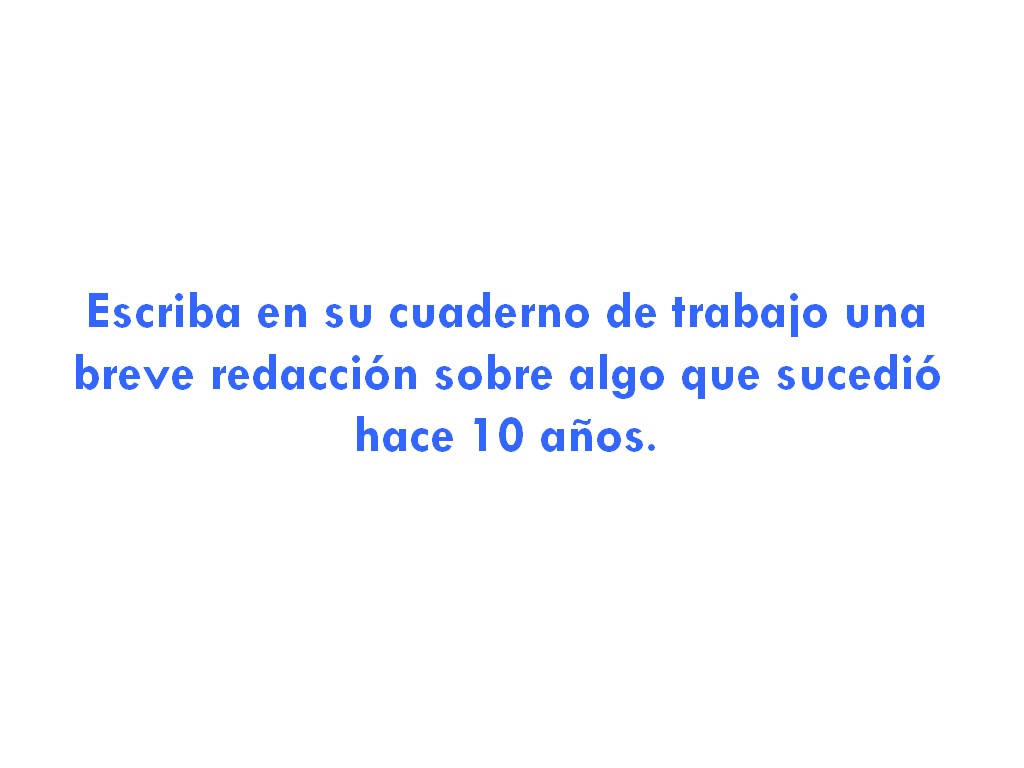 Escriba en su cuaderno de trabajo una
breve redacción sobre algo que sucedió
hace 10 años.